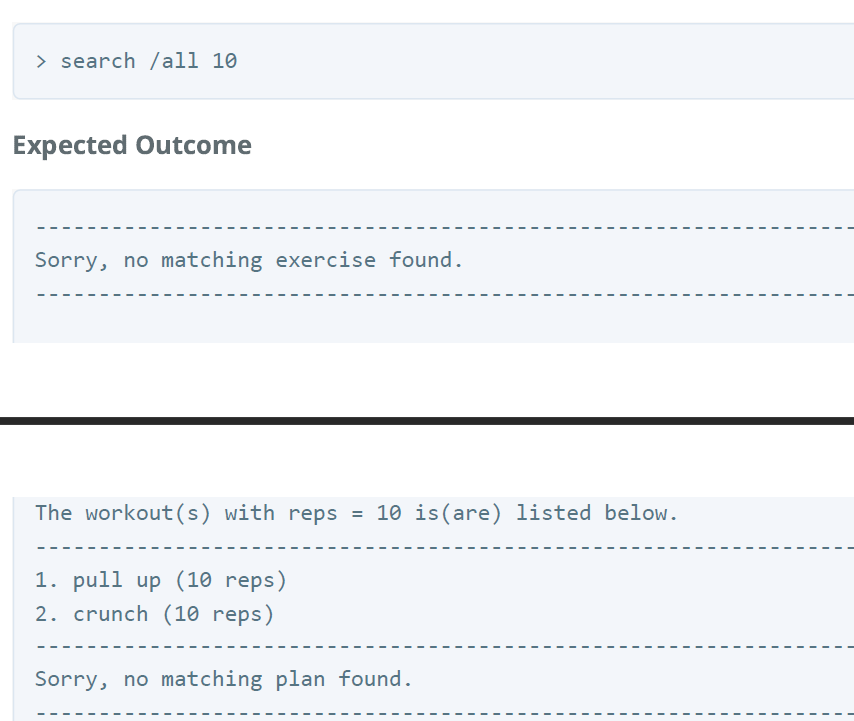 > search /all 10
Expected Outcome
-----------------------------------------------------------------
Sorry, no matching exercise found.
-----------------------------------------------------------------
The workout(s) with reps = 10 is(are) listed below.
-----------------------------------------------------------------
1. pull up (10 reps)
2. crunch (10 reps)
-----------------------------------------------------------------
Sorry, no matching plan found.
-----------------------------------------------------------------